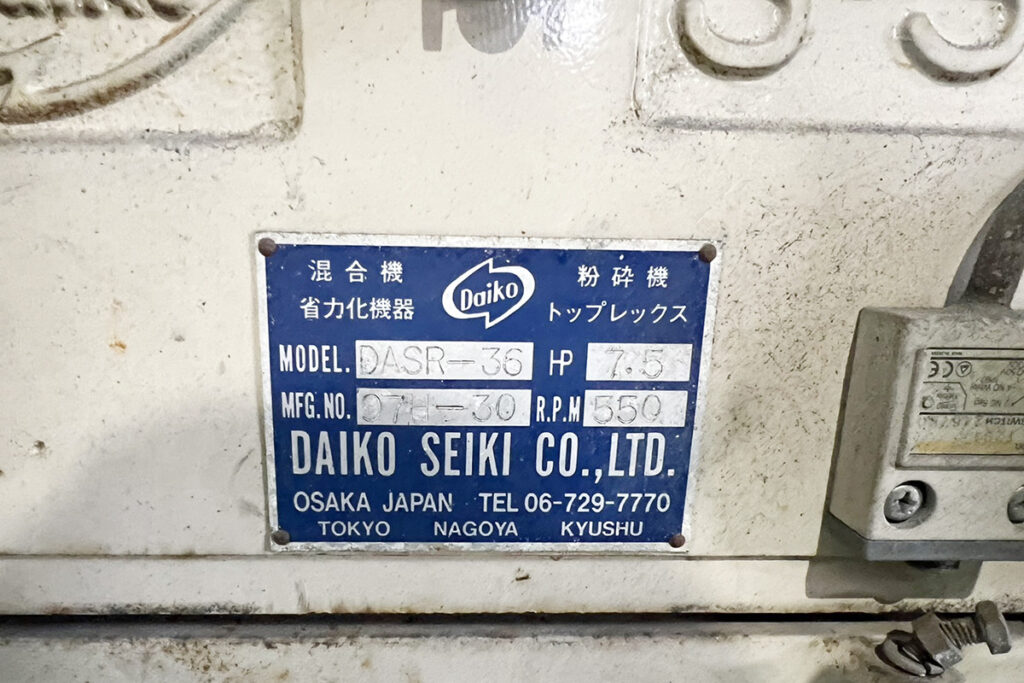 混合機
Daiko
粉砕機
省力化機器
トップレックス
MODEL. DASR-36 HP 7.5
MFG.NO. 97H-30 R.P.M 550
DAIKO SEIKI CO.,LTD.
OSAKA JAPAN TEL 06-729-7770
TOKYO NAGOYA KYUSHU